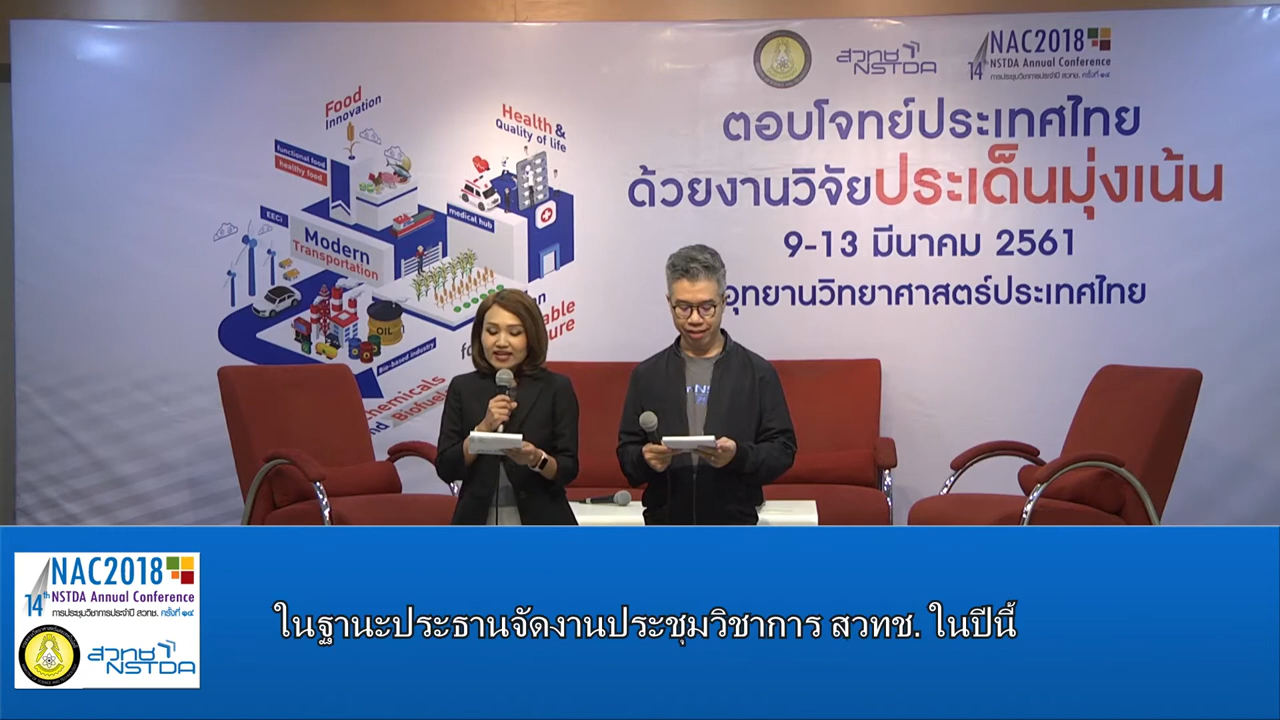 สวทช
NSTDA
14th
NAC2018
NSTDA Annual Conference
การประชุมวิชาการประจำปี สวทช. ครั้งที่ ๑๔
ตอบโจทย์ประเทศไทย
ด้วยงานวิจัยประเด็นมุ่งเน้น
9-13 มีนาคม 2561
อุทยานวิทยาศาสตร์ประเทศไทย
Food
Innovation
functional food
healthy food
Health &
Quality of life
medical hub
EECi
Modern
Transportation
OIL
Bio-based industry
NAC2018
14th NSTDA Annual Conference
การประชุมวิชาการประจำปี สวทช. ครั้งที่ ๑๔
สวทช
NSTDA
ในฐานะประธานจัดงานประชุมวิชาการ สวทช. ในปีนี้